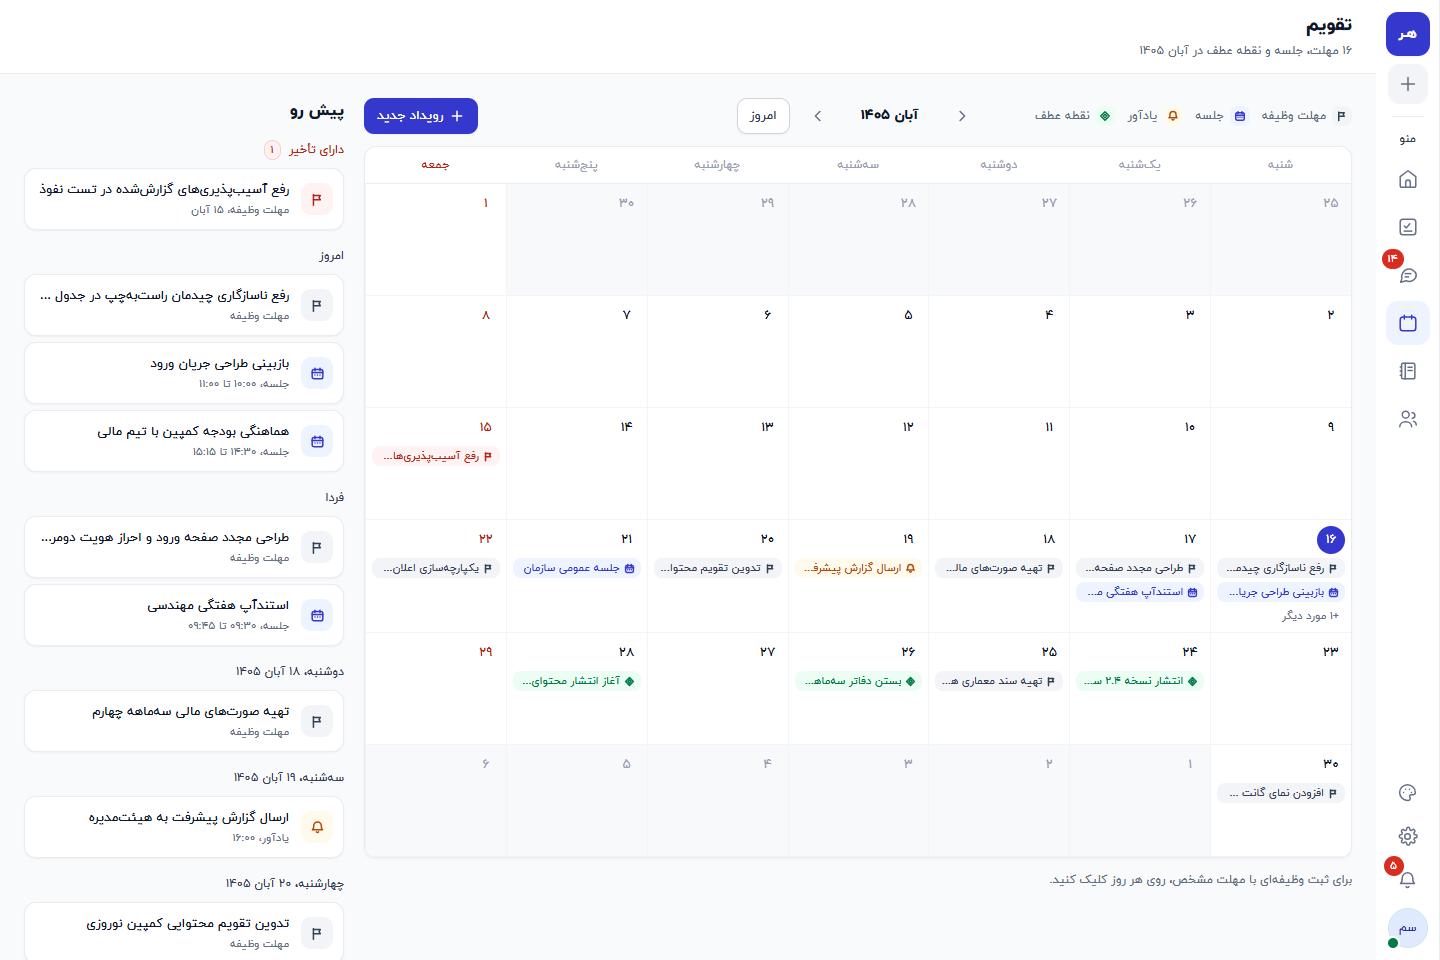 هر
منو
۱۴
۵
سم
تقویم
۱۶ مهلت، جلسه و نقطه عطف در آبان ۱۴۰۵
مهلت وظیفه
جلسه
یادآور
نقطه عطف
آبان ۱۴۰۵
امروز
رویداد جدید
شنبه
یک‌شنبه
دوشنبه
سه‌شنبه
چهارشنبه
پنج‌شنبه
جمعه
۲۵
۲۶
۲۷
۲۸
۲۹
۳۰
۱
۲
۳
۴
۵
۶
۷
۸
۹
۱۰
۱۱
۱۲
۱۳
۱۴
۱۵
رفع آسیب‌پذیری‌ها...
۱۶
رفع ناسازگاری چیدم...
بازبینی طراحی جریا...
+۱ مورد دیگر
۱۷
طراحی مجدد صفحه...
استندآپ هفتگی م...
۱۸
تهیه صورت‌های مال...
۱۹
ارسال گزارش پیشرف...
۲۰
تدوین تقویم محتوا...
۲۱
جلسه عمومی سازمان
۲۲
یکپارچه‌سازی اعلان...
۲۳
۲۴
انتشار نسخه ۲.۴ س...
۲۵
تهیه سند معماری ه...
۲۶
بستن دفاتر سه‌ماهه...
۲۷
۲۸
آغاز انتشار محتوای...
۲۹
۳۰
افزودن نمای گانت ...
۱
۲
۳
۴
۵
۶
برای ثبت وظیفه‌ای با مهلت مشخص، روی هر روز کلیک کنید.
پیش رو
دارای تأخیر ۱
رفع آسیب‌پذیری‌های گزارش‌شده در تست نفوذ
مهلت وظیفه، ۱۵ آبان
امروز
رفع ناسازگاری چیدمان راست‌به‌چپ در جدول ...
مهلت وظیفه
بازبینی طراحی جریان ورود
جلسه، ۱۰:۰۰ تا ۱۱:۰۰
هماهنگی بودجه کمپین با تیم مالی
جلسه، ۱۴:۳۰ تا ۱۵:۱۵
فردا
طراحی مجدد صفحه ورود و احراز هویت دومر...
مهلت وظیفه
استندآپ هفتگی مهندسی
جلسه، ۰۹:۳۰ تا ۰۹:۴۵
دوشنبه، ۱۸ آبان ۱۴۰۵
تهیه صورت‌های مالی سه‌ماهه چهارم
مهلت وظیفه
سه‌شنبه، ۱۹ آبان ۱۴۰۵
ارسال گزارش پیشرفت به هیئت‌مدیره
یادآور، ۱۶:۰۰
چهارشنبه، ۲۰ آبان ۱۴۰۵
تدوین تقویم محتوایی کمپین نوروزی
مهلت وظیفه